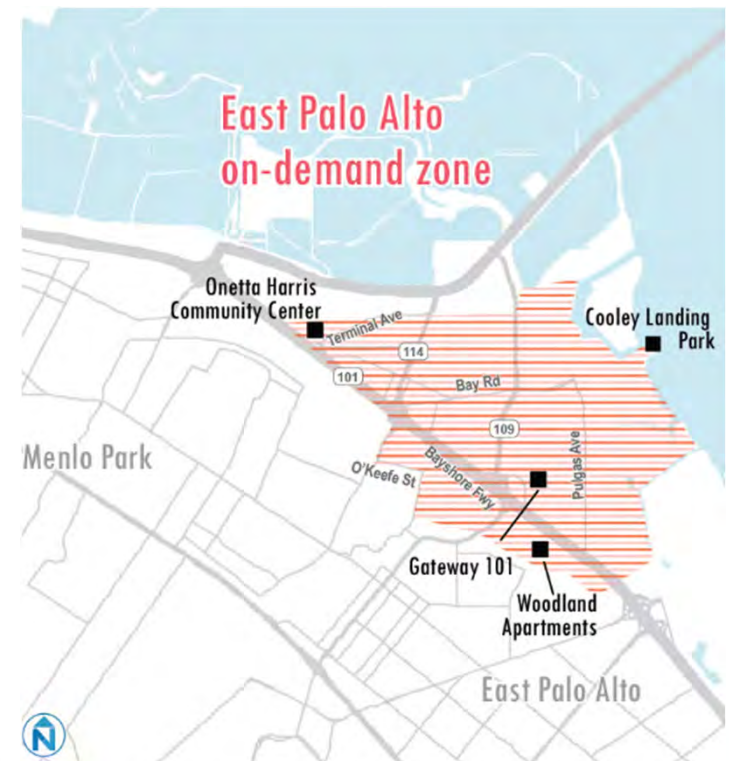 East Palo Alto
on-demand zone
Onetta Harris
Community Center
Terminal Ave
Cooley Landing
Park
114
101
Bay Rd
109
Menlo Park
O'Keefe St
Bayshore Fwy
Pulgas Ave
Gateway 101
Woodland
Apartments
East Palo Alto
N